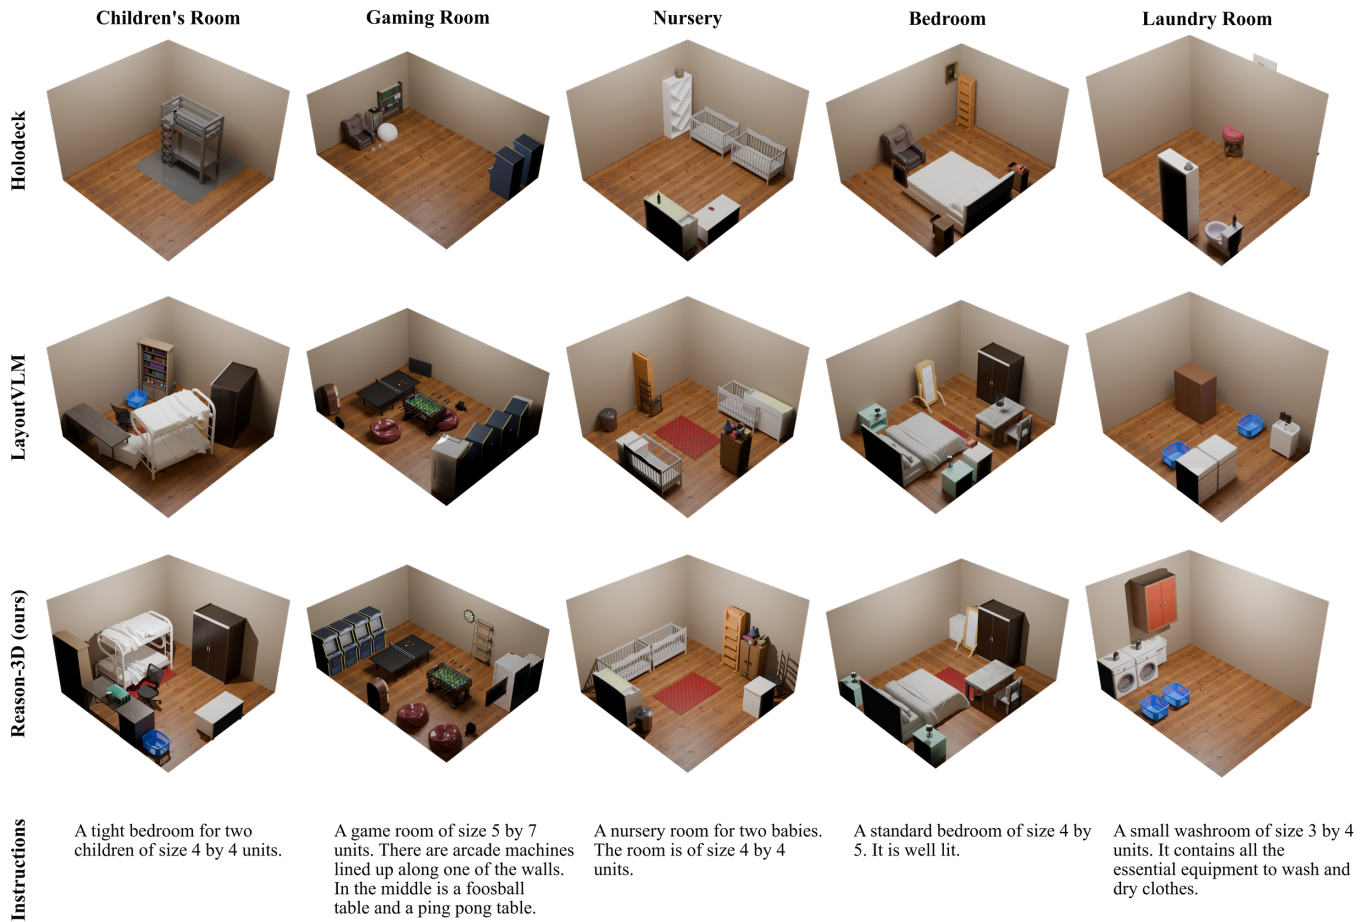 Children's Room
Gaming Room
Nursery
Bedroom
Laundry Room
Holodeck
LayoutVLM
Reason-3D (ours)
Instructions
A tight bedroom for two
children of size 4 by 4 units.
A game room of size 5 by 7
units. There are arcade machines
lined up along one of the walls.
In the middle is a foosball
table and a ping pong table.
A nursery room for two babies.
The room is of size 4 by 4
units.
A standard bedroom of size 4 by
5. It is well lit.
A small washroom of size 3 by 4
units. It contains all the
essential equipment to wash and
dry clothes.